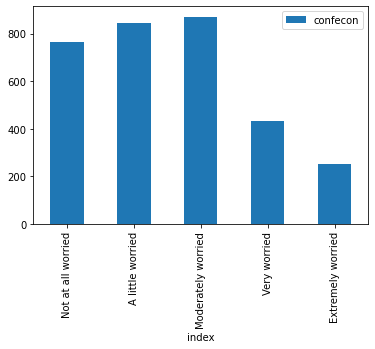 confecon
800
600
400
200
0
Not at all worried
A little worried
Moderately worried
Very worried
Extremely worried
index